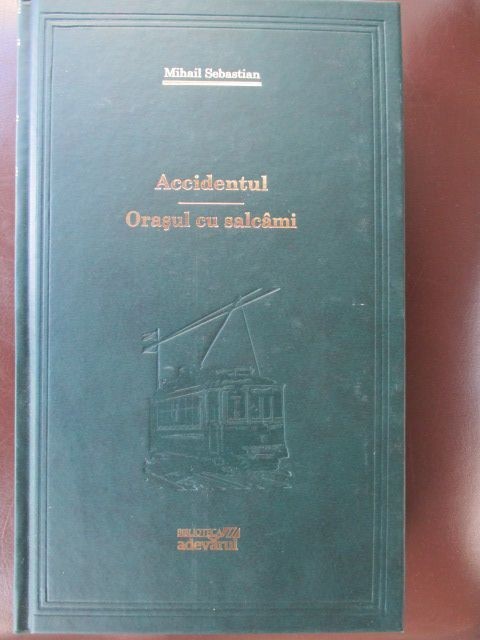 Mihail Sebastian
Accidentul
Orașul cu salcâmi
BIBLIOTECA
adevărul